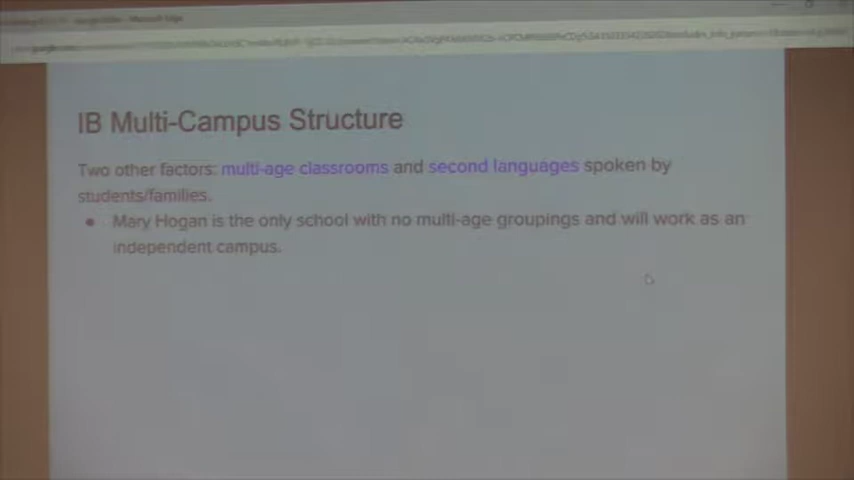 IB Multi-Campus Structure
Two other factors: multi-age classrooms and second languages spoken by
students/families.
● Mary Hogan is the only school with no multi-age groupings and will work as an
independent campus.